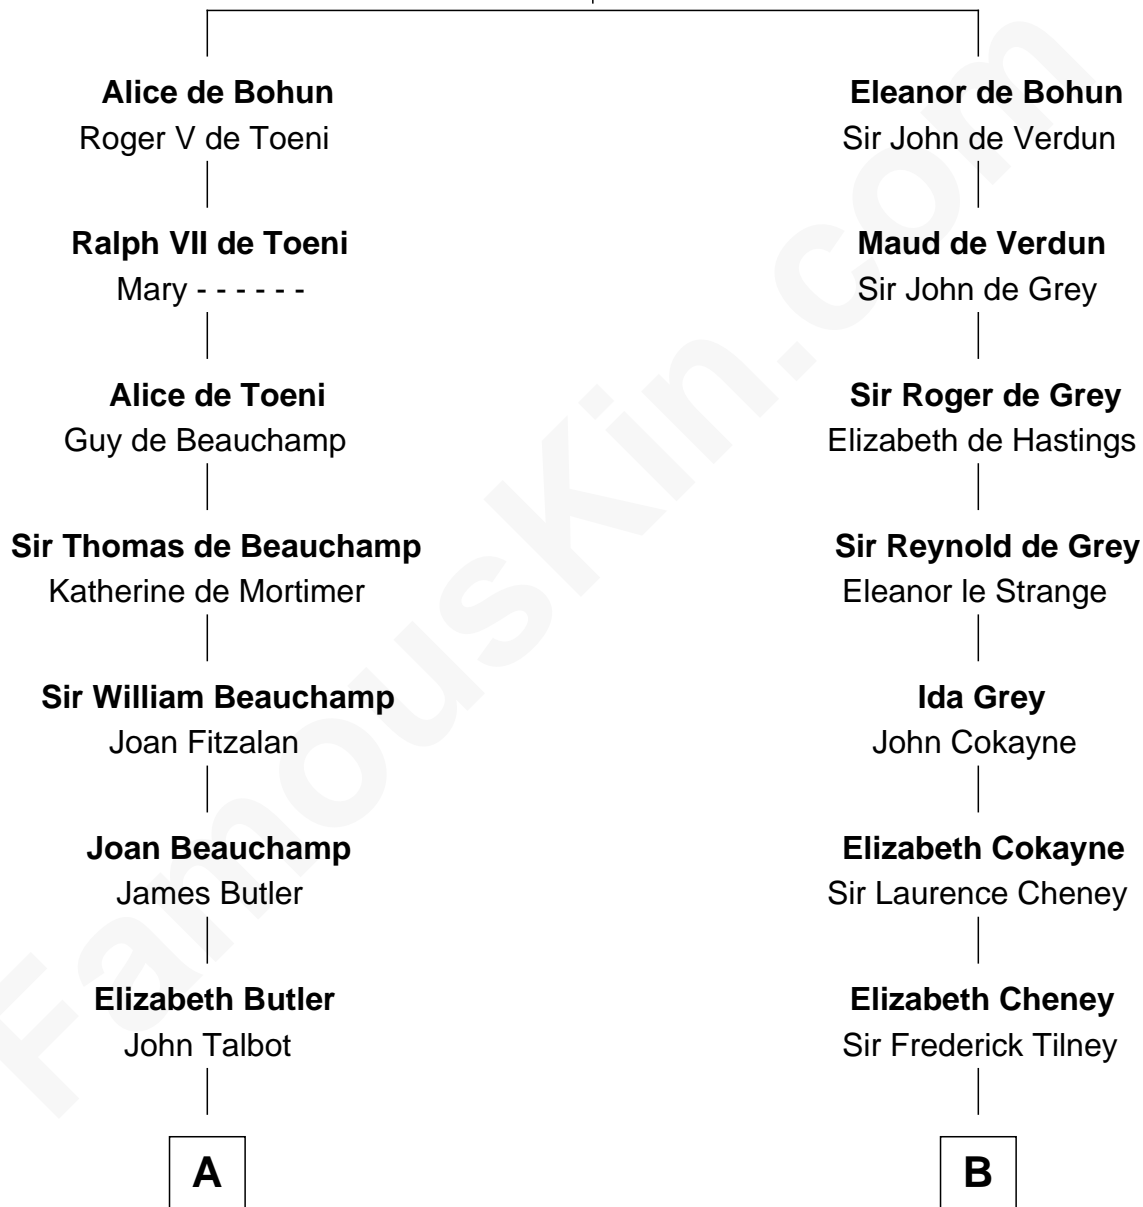 Alice de Bohun
Roger V de Toeni
Ralph VII de Toeni
Mary - - - - - -
Alice de Toeni
Guy de Beauchamp
Sir Thomas de Beauchamp
Katherine de Mortimer
Sir William Beauchamp
Joan Fitzalan
Joan Beauchamp
James Butler
Elizabeth Butler
John Talbot
A
Eleanor de Bohun
Sir John de Verdun
Maud de Verdun
Sir John de Grey
Sir Roger de Grey
Elizabeth de Hastings
Sir Reynold de Grey
Eleanor le Strange
Ida Grey
John Cokayne
Elizabeth Cokayne
Sir Laurence Cheney
Elizabeth Cheney
Sir Frederick Tilney
B
FamousKin.com